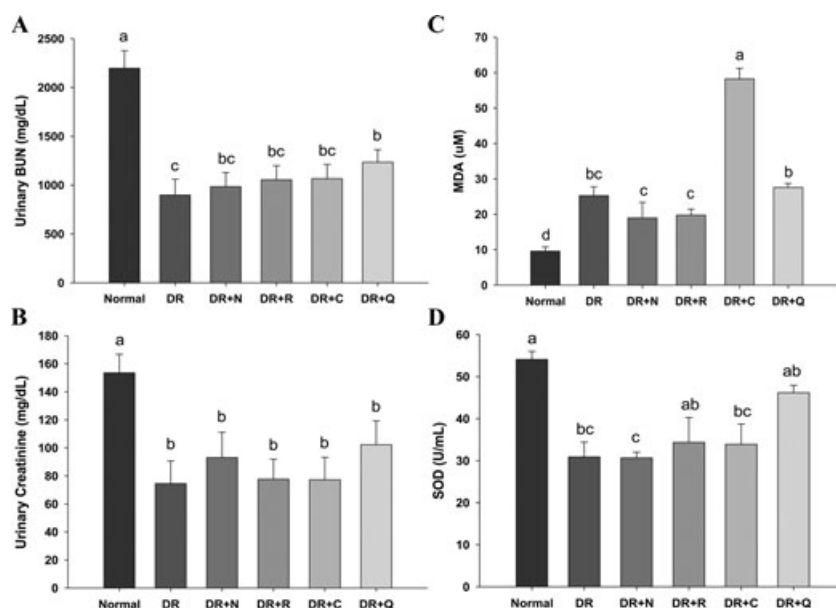 A
Urinary BUN (mg/dL)
2500
2000
1500
1000
500
0
a
c
bc
bc
bc
b
Normal DR DR+N DR+R DR+C DR+Q
B
Urinary Creatinine (mg/dL)
180
160
140
120
100
80
60
40
20
0
a
b
b
b
b
b
Normal DR DR+N DR+R DR+C DR+Q
C
MDA (uM)
70
60
50
40
30
20
10
0
d
bc
c
c
a
b
Normal DR DR+N DR+R DR+C DR+Q
D
SOD (U/mL)
60
50
40
30
20
10
0
a
bc
c
ab
bc
ab
Normal DR DR+N DR+R DR+C DR+Q